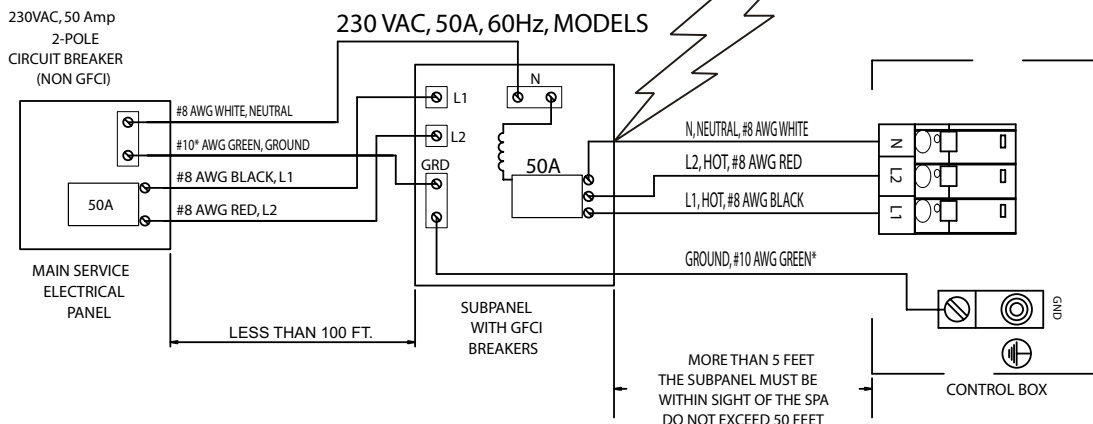 230VAC, 50 Amp
2-POLE
CIRCUIT BREAKER
(NON GFCI)
230 VAC, 50A, 60Hz, MODELS
#8 AWG WHITE, NEUTRAL
#10* AWG GREEN, GROUND
#8 AWG BLACK, L1
#8 AWG RED, L2
50A
MAIN SERVICE
ELECTRICAL
PANEL
LESS THAN 100 FT.
L1
L2
GRD
N
50A
SUBPANEL
WITH GFCI
BREAKERS
N, NEUTRAL, #8 AWG WHITE
L2, HOT, #8 AWG RED
L1, HOT, #8 AWG BLACK
GROUND, #10 AWG GREEN*
N
L2
L1
GND
CONTROL BOX
MORE THAN 5 FEET
THE SUBPANEL MUST BE
WITHIN SIGHT OF THE SPA
DO NOT EXCEED 50 FEET